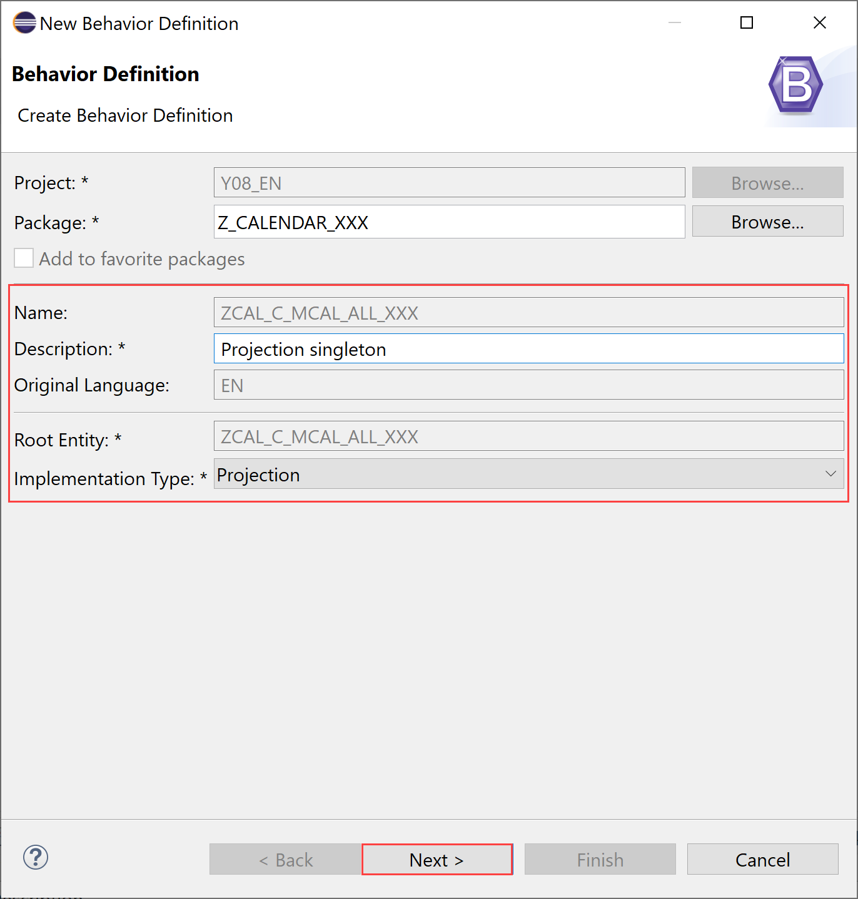 New Behavior Definition
Behavior Definition
Create Behavior Definition
B
Project: * Y08_EN Browse...
Package: * Z_CALENDAR_XXX Browse...
Add to favorite packages
Name: ZCAL_C_MCAL_ALL_XXX
Description: * Projection singleton
Original Language: EN
Root Entity: * ZCAL_C_MCAL_ALL_XXX
Implementation Type: * Projection
? < Back Next > Finish Cancel